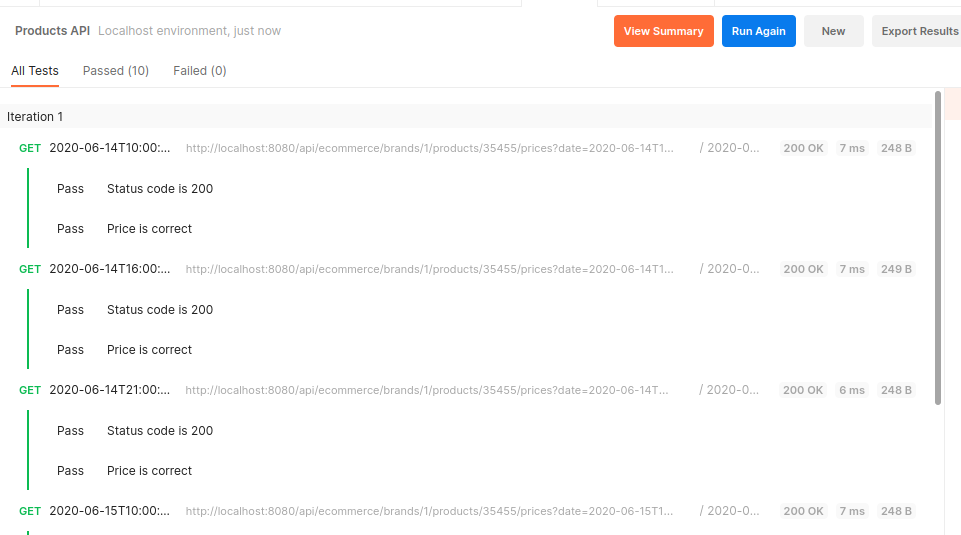 Products API Localhost environment, just now View Summary Run Again New Export Results
All Tests Passed (10) Failed (0)
Iteration 1
GET 2020-06-14T10:00:... http://localhost:8080/api/ecommerce/brands/1/products/35455/prices?date=2020-06-14T1... / 2020-0... 200 OK 7 ms 248 B
Pass Status code is 200
Pass Price is correct
GET 2020-06-14T16:00:... http://localhost:8080/api/ecommerce/brands/1/products/35455/prices?date=2020-06-14T1... / 2020-0... 200 OK 7 ms 249 B
Pass Status code is 200
Pass Price is correct
GET 2020-06-14T21:00:... http://localhost:8080/api/ecommerce/brands/1/products/35455/prices?date=2020-06-14T... / 2020-0... 200 OK 6 ms 248 B
Pass Status code is 200
Pass Price is correct
GET 2020-06-15T10:00:... http://localhost:8080/api/ecommerce/brands/1/products/35455/prices?date=2020-06-15T1... / 2020-0... 200 OK 7 ms 248 B